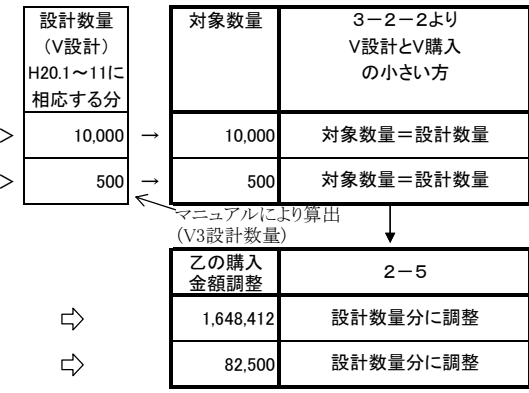 設計数量
（V設計）
H20.1～11に
相応する分
対象数量
３－２－２より
V設計とV購入
の小さい方
10,000 → 10,000 対象数量＝設計数量
500 → 500 対象数量＝設計数量
マニュアルにより算出
(V3設計数量)
乙の購入
金額調整
２－５
1,648,412 設計数量分に調整
82,500 設計数量分に調整